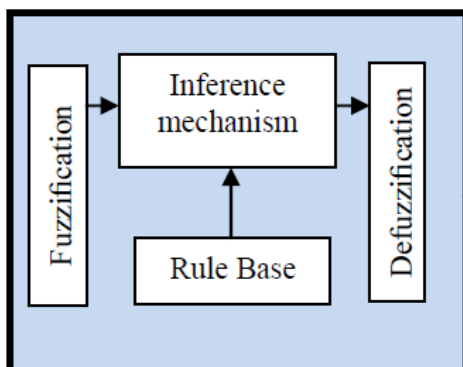 Fuzzification
Inference
mechanism
Rule Base
Defuzzification